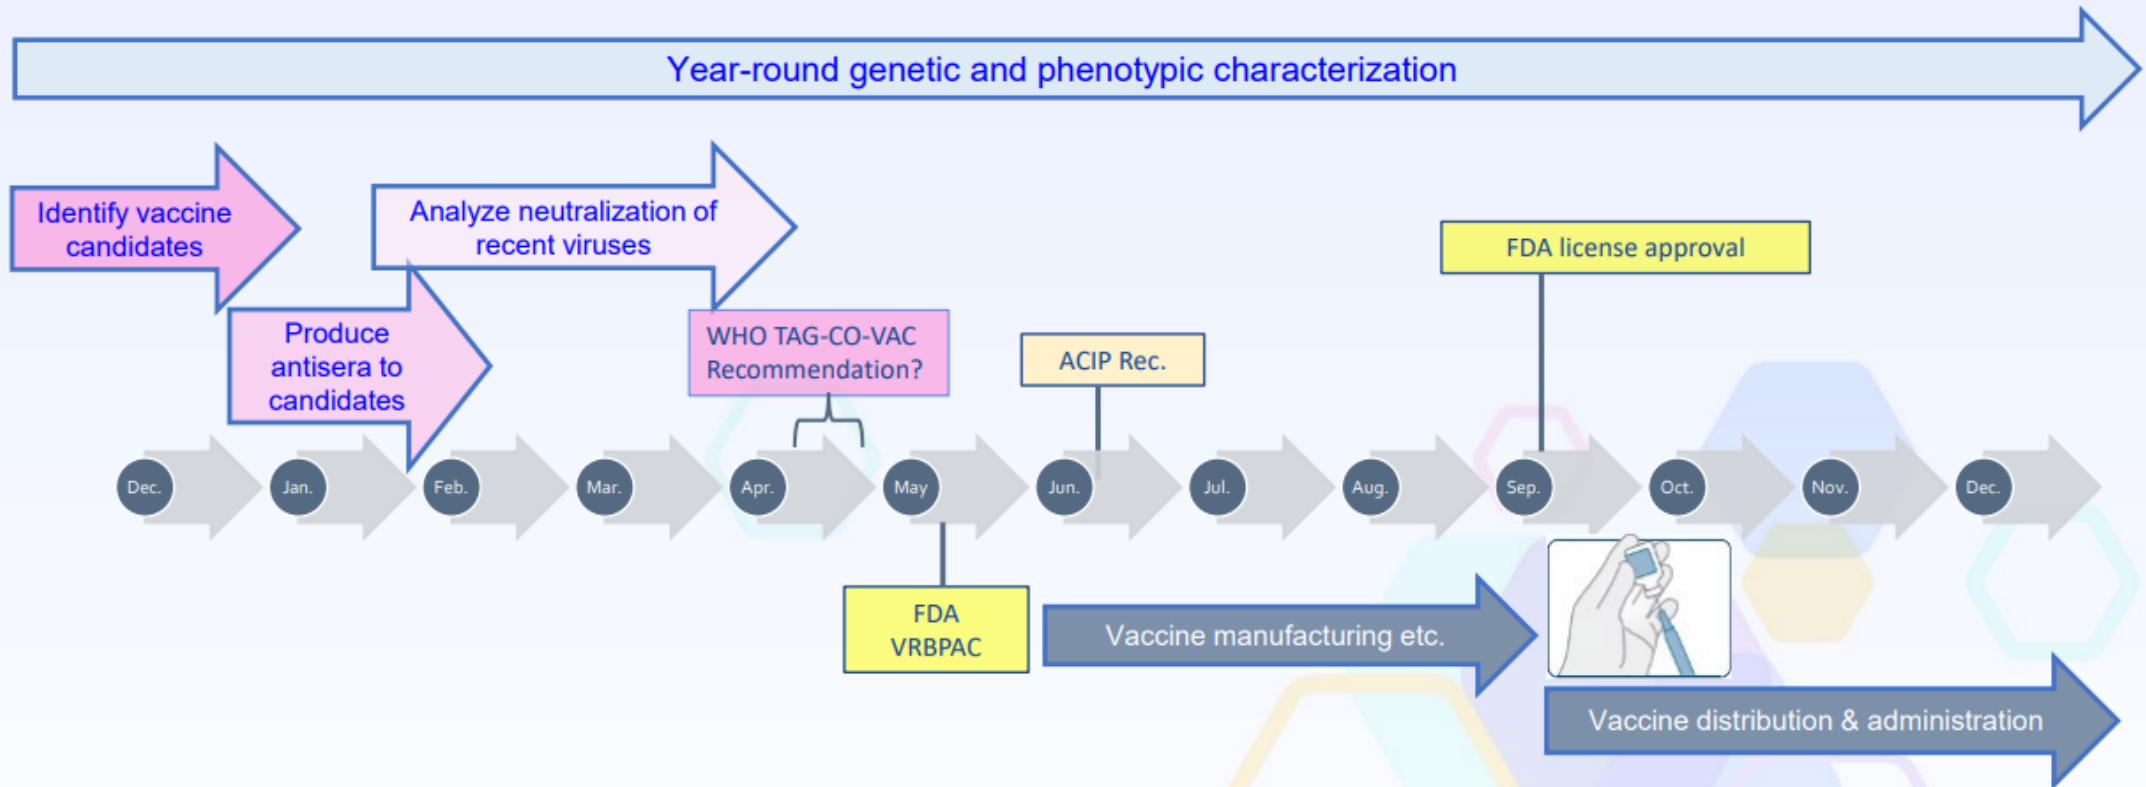 Year-round genetic and phenotypic characterization
Identify vaccine
candidates
Analyze neutralization of
recent viruses
Produce
antisera to
candidates
WHO TAG-CO-VAC
Recommendation?
ACIP Rec.
FDA license approval
Dec.
Jan.
Feb.
Mar.
Apr.
May
Jun.
Jul.
Aug.
Sep.
Oct.
Nov.
Dec.
FDA
VRBPAC
Vaccine manufacturing etc.
Vaccine distribution & administration